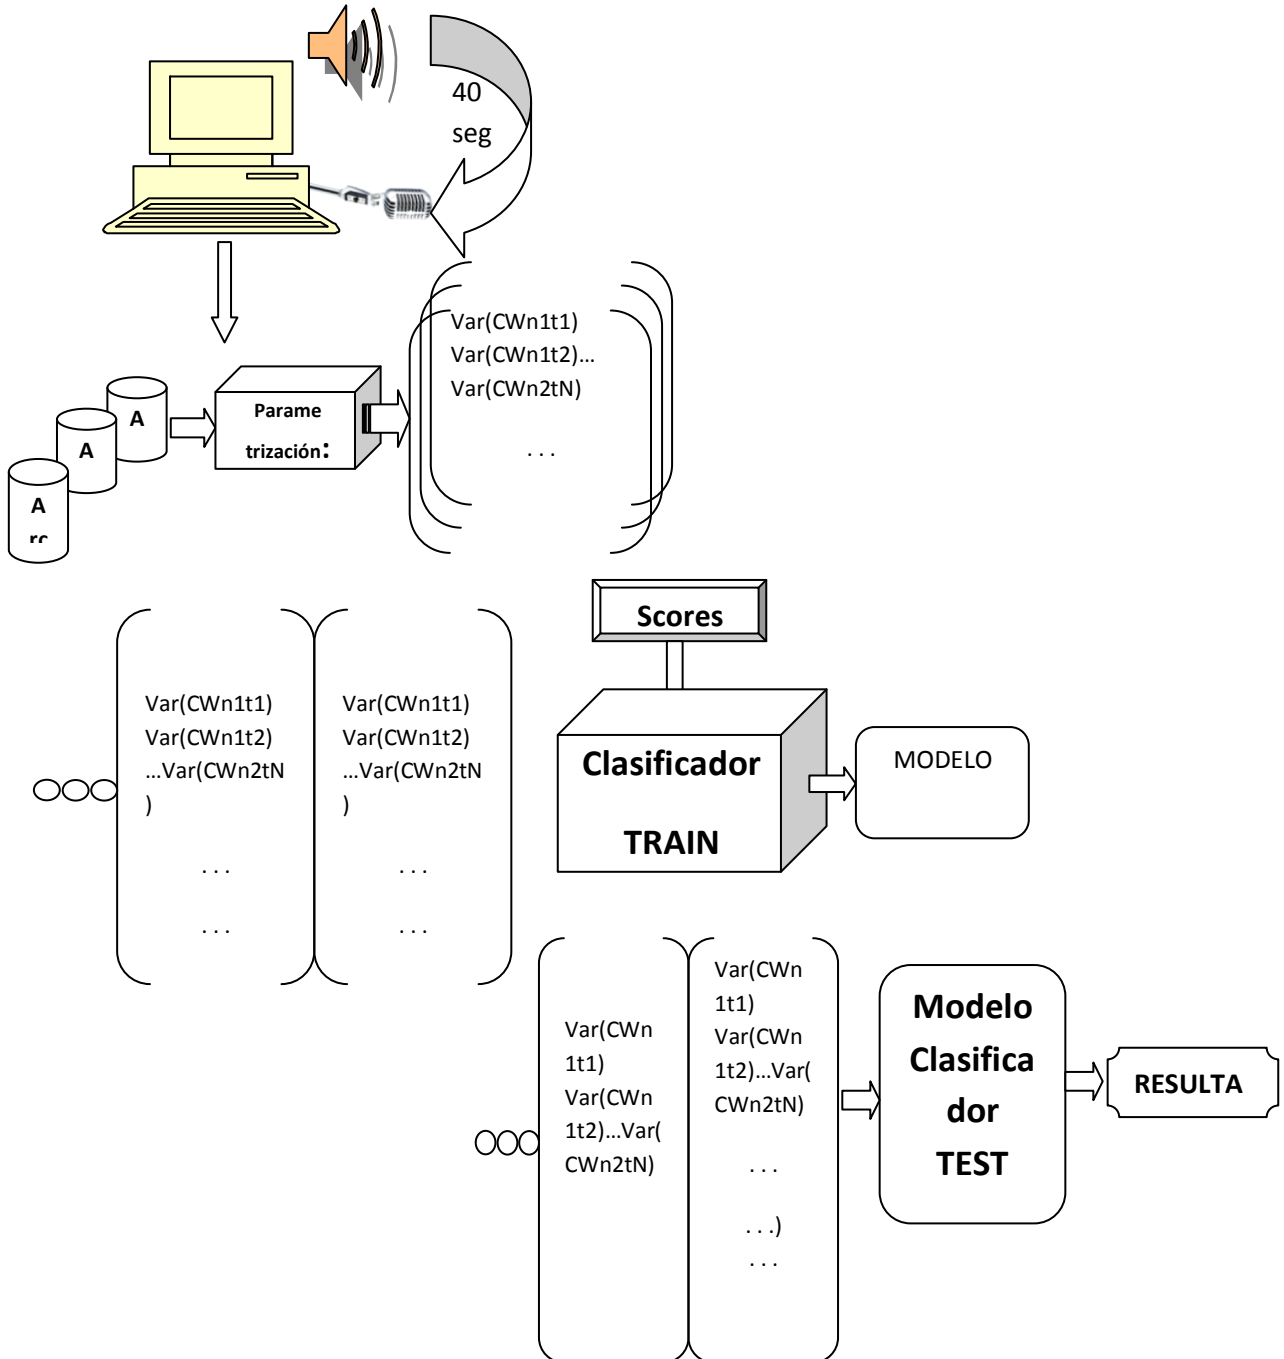 40
seg
Var(CWn1t1)
Var(CWn1t2)...
Var(CWn2tN)
. . .
A
A
A
Parame
trización:
Scores
Var(CWn1t1)
Var(CWn1t2)
...Var(CWn2tN
)
. . .
. . .
Var(CWn1t1)
Var(CWn1t2)
...Var(CWn2tN
)
. . .
. . .
Clasificador
TRAIN
MODELO
Var(CWn
1t1)
Var(CWn
1t2)...Var(
CWn2tN)
Var(CWn
1t1)
Var(CWn
1t2)...Var(
CWn2tN)
. . .
. . .)
. . .
Modelo
Clasifica
dor
TEST
RESULTA